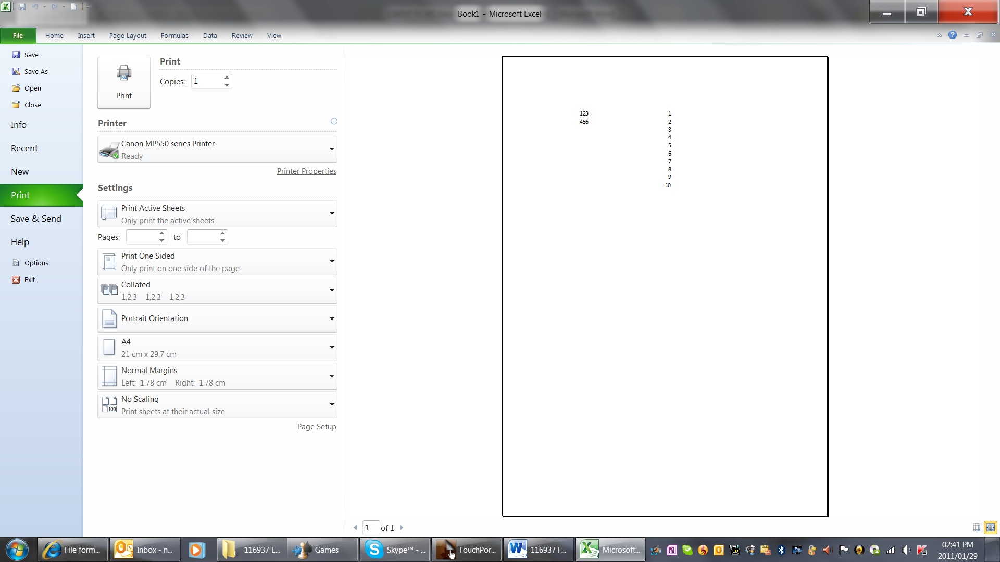 Book1 - Microsoft Excel
File Home Insert Page Layout Formulas Data Review View
Save
Save As
Open
Close
Info
Recent
New
Print
Save & Send
Help
Options
Exit
Print
Print
Copies: 1
Printer
Canon MP550 series Printer
Ready
Printer Properties
Settings
Print Active Sheets
Only print the active sheets
Pages: to
Print One Sided
Only print on one side of the page
Collated
1,2,3 1,2,3 1,2,3
Portrait Orientation
A4
21 cm x 29.7 cm
Normal Margins
Left: 1.78 cm Right: 1.78 cm
No Scaling
100
Print sheets at their actual size
Page Setup
123 1
456 2
3
4
5
6
7
8
9
10
1 of 1
File form... Inbox - n... 116937 E... Games Skype™ - ... TouchPor... 116937 F... Microsoft...
02:41 PM
2011/01/29